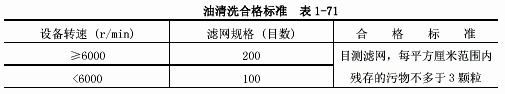 油清洗合格标准 表1-71
设备转速 (r/min) 滤网规格 (目数) 合 格 标 准
≥6000 200 目测滤网，每平方厘米范围内
<6000 100 残存的污物不多于3颗粒